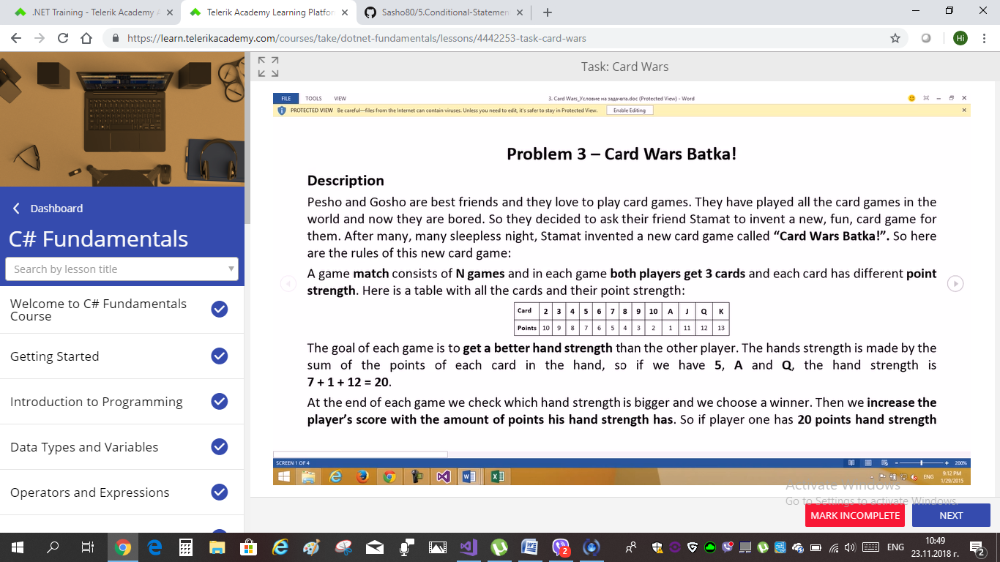 .NET Training - Telerik Academy A
Telerik Academy Learning Platfor
Sasho80/5.Conditional-Statemen
https://learn.telerikacademy.com/courses/take/dotnet-fundamentals/lessons/4442253-task-card-wars
Hi
Dashboard
C# Fundamentals
Search by lesson title
Welcome to C# Fundamentals
Course
Getting Started
Introduction to Programming
Data Types and Variables
Operators and Expressions
Task: Card Wars
FILE TOOLS VIEW
3. Card Wars_Условие на задачата.doc (Protected View) - Word
PROTECTED VIEW Be careful—files from the Internet can contain viruses. Unless you need to edit, it's safer to stay in Protected View. Enable Editing
Problem 3 – Card Wars Batka!
Description
Pesho and Gosho are best friends and they love to play card games. They have played all the card games in the
world and now they are bored. So they decided to ask their friend Stamat to invent a new, fun, card game for
them. After many, many sleepless night, Stamat invented a new card game called “Card Wars Batka!”. So here
are the rules of this new card game:
A game match consists of N games and in each game both players get 3 cards and each card has different point
strength. Here is a table with all the cards and their point strength:
Card 2 3 4 5 6 7 8 9 10 A J Q K
Points 10 9 8 7 6 5 4 3 2 1 11 12 13
The goal of each game is to get a better hand strength than the other player. The hands strength is made by the
sum of the points of each card in the hand, so if we have 5, A and Q, the hand strength is
7 + 1 + 12 = 20.
At the end of each game we check which hand strength is bigger and we choose a winner. Then we increase the
player’s score with the amount of points his hand strength has. So if player one has 20 points hand strength
SCREEN 1 OF 4
200%
ENG
9:12 PM
1/29/2015
Activate Windows
Go to Settings to activate Windows.
MARK INCOMPLETE
NEXT
2
ENG
10:49
23.11.2018 г.
2